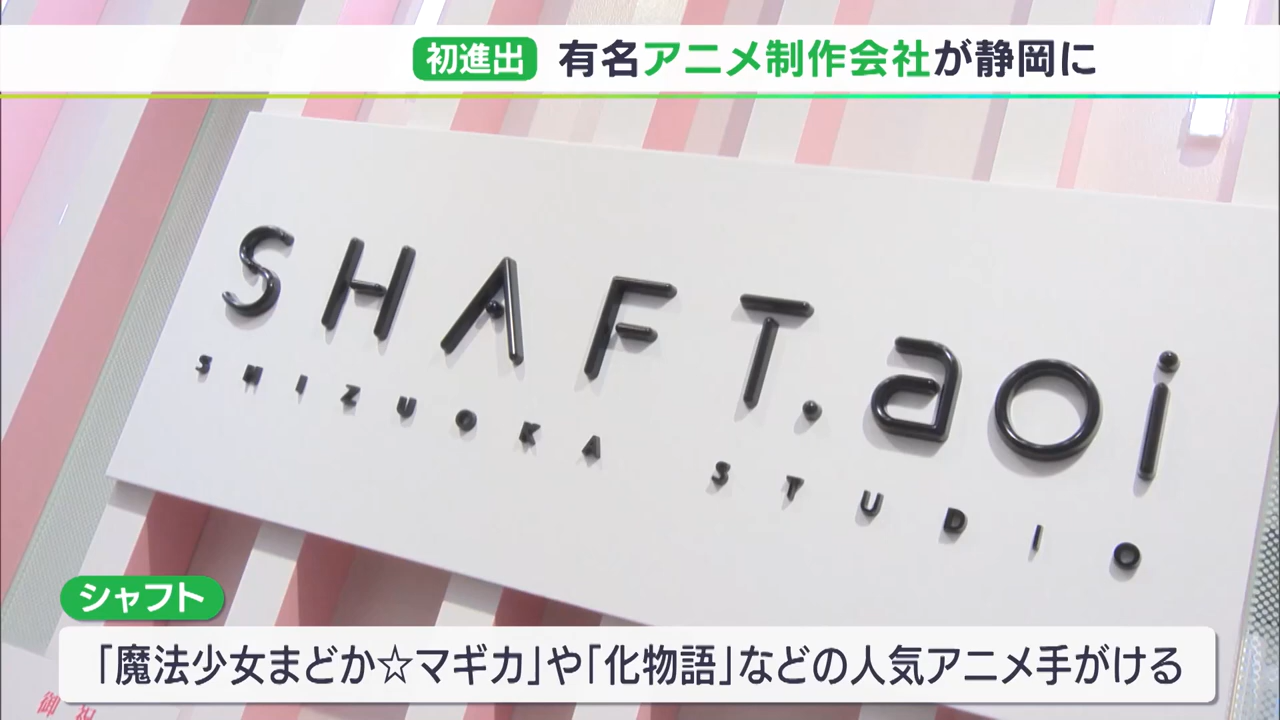 初進出 有名アニメ制作会社が静岡に
SHAFT.aoi
SHIZUOKA STUDIO
シャフト
「魔法少女まどか☆マギカ」や「化物語」などの人気アニメ手がける
御祝